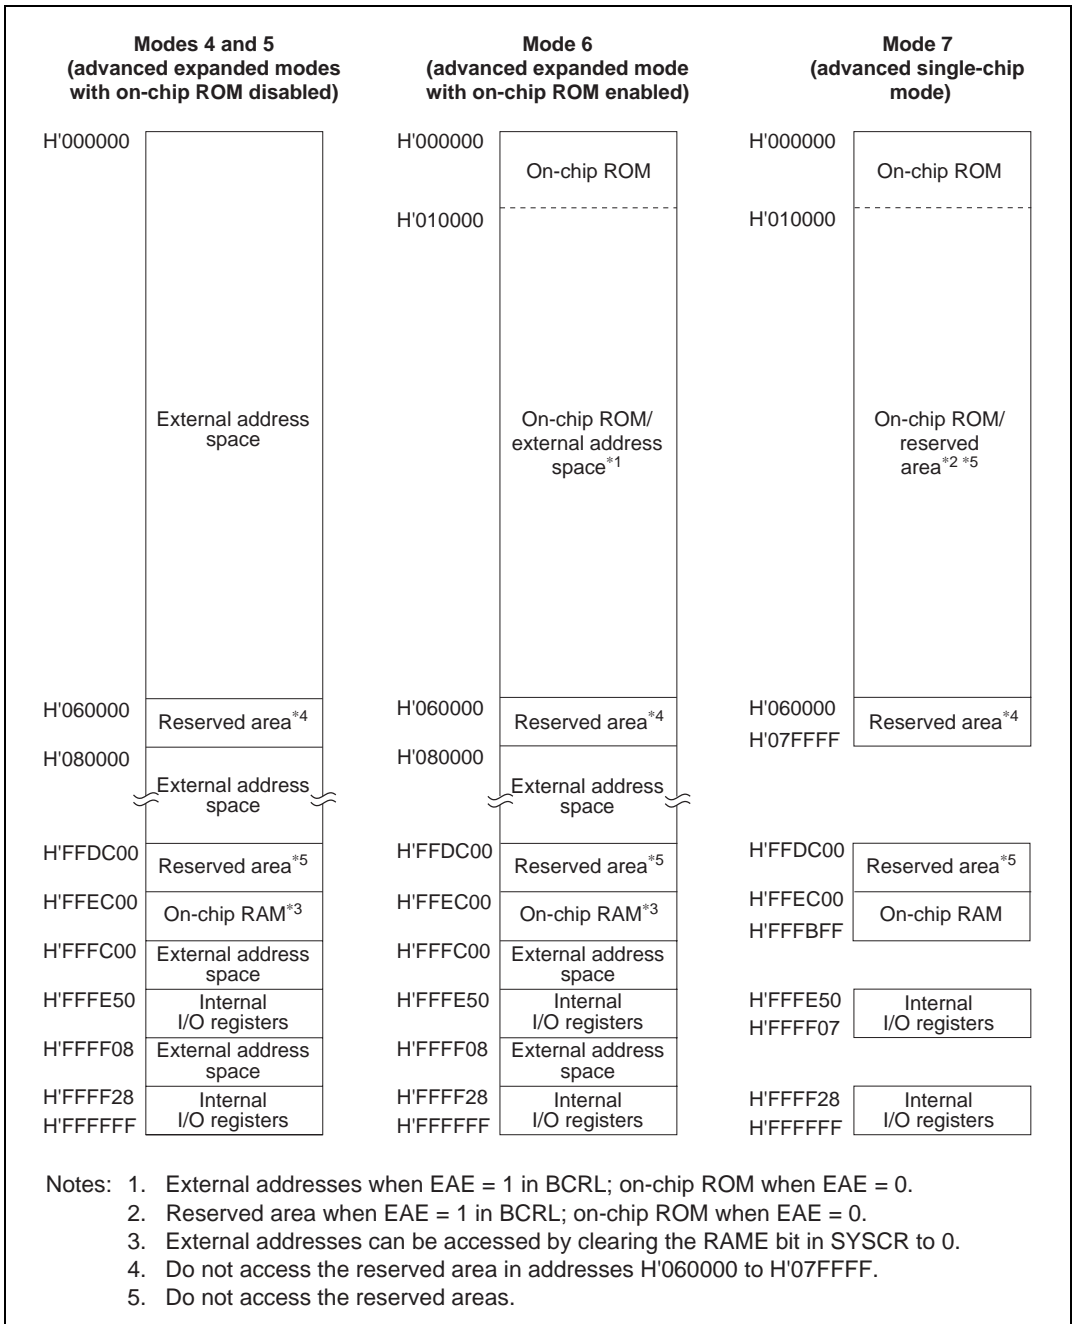 Modes 4 and 5
(advanced expanded modes
with on-chip ROM disabled)
H'000000
External address
space
H'060000
Reserved area*4
H'080000
External address
space
H'FFDC00
Reserved area*5
H'FFEC00
On-chip RAM*3
H'FFFC00
External address
space
H'FFFE50
Internal
I/O registers
H'FFFF08
External address
space
H'FFFF28
Internal
I/O registers
H'FFFFFF
Mode 6
(advanced expanded mode
with on-chip ROM enabled)
H'000000
On-chip ROM
H'010000
On-chip ROM/
external address
space*1
H'060000
Reserved area*4
H'080000
External address
space
H'FFDC00
Reserved area*5
H'FFEC00
On-chip RAM*3
H'FFFC00
External address
space
H'FFFE50
Internal
I/O registers
H'FFFF08
External address
space
H'FFFF28
Internal
I/O registers
H'FFFFFF
Mode 7
(advanced single-chip
mode)
H'000000
On-chip ROM
H'010000
On-chip ROM/
reserved
area*2 *5
H'060000
Reserved area*4
H'07FFFF
H'FFDC00
Reserved area*5
H'FFEC00
On-chip RAM
H'FFFBFF
H'FFFE50
Internal
I/O registers
H'FFFF07
H'FFFF28
Internal
I/O registers
H'FFFFFF
Notes: 1. External addresses when EAE = 1 in BCRL; on-chip ROM when EAE = 0.
2. Reserved area when EAE = 1 in BCRL; on-chip ROM when EAE = 0.
3. External addresses can be accessed by clearing the RAME bit in SYSCR to 0.
4. Do not access the reserved area in addresses H'060000 to H'07FFFF.
5. Do not access the reserved areas.